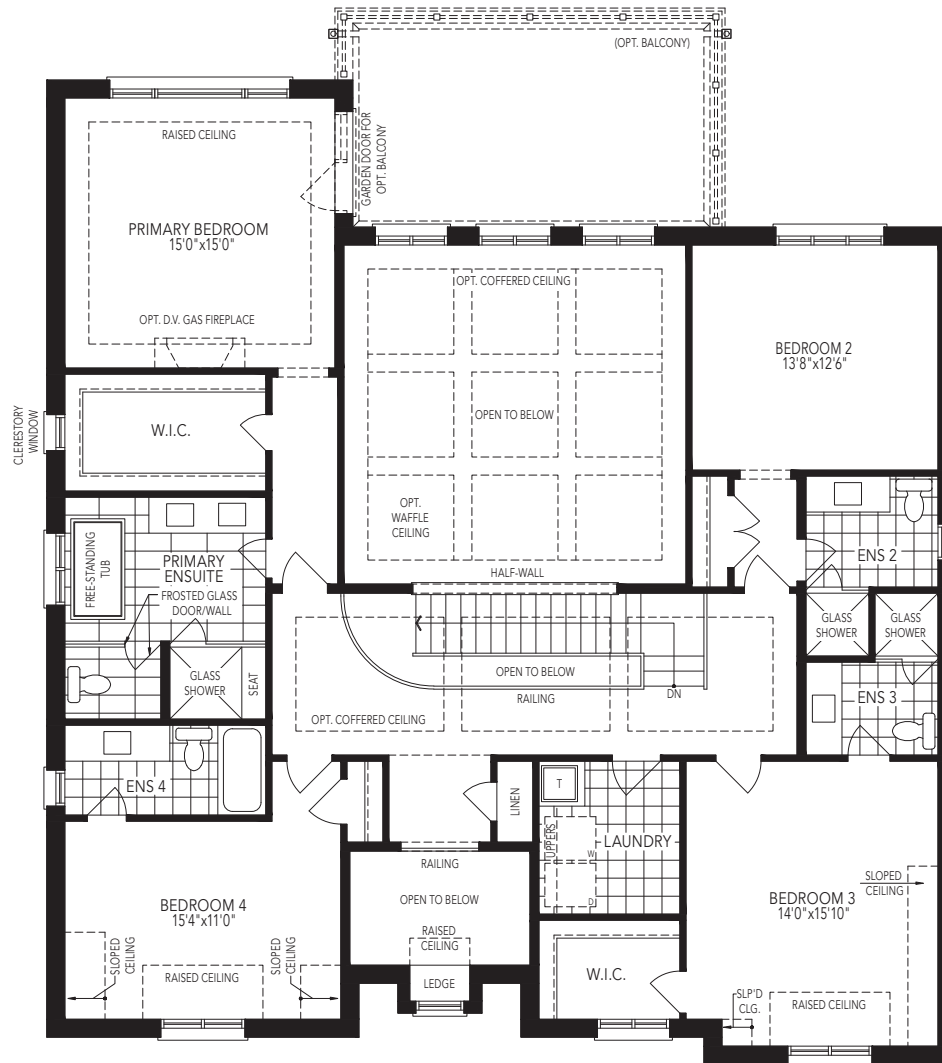 (OPT. BALCONY)
GARDEN DOOR FOR
OPT. BALCONY
RAISED CEILING
PRIMARY BEDROOM
15'0"x15'0"
OPT. D.V. GAS FIREPLACE
OPT. COFFERED CEILING
OPEN TO BELOW
OPT.
WAFFLE
CEILING
HALF-WALL
BEDROOM 2
13'8"x12'6"
CLERESTORY
WINDOW
W.I.C.
FREE-STANDING
TUB
PRIMARY
ENSUITE
FROSTED GLASS
DOOR/WALL
GLASS
SHOWER
SEAT
ENS 2
GLASS
SHOWER
GLASS
SHOWER
ENS 3
OPEN TO BELOW
RAILING
DN
OPT. COFFERED CEILING
ENS 4
LINEN
T
UPPERS
W
D
LAUNDRY
RAILING
OPEN TO BELOW
RAISED
CEILING
LEDGE
BEDROOM 4
15'4"x11'0"
SLOPED
CEILING
RAISED CEILING
SLOPED
CEILING
W.I.C.
BEDROOM 3
14'0"x15'10"
SLOPED
CEILING
SLP'D
CLG.
RAISED CEILING